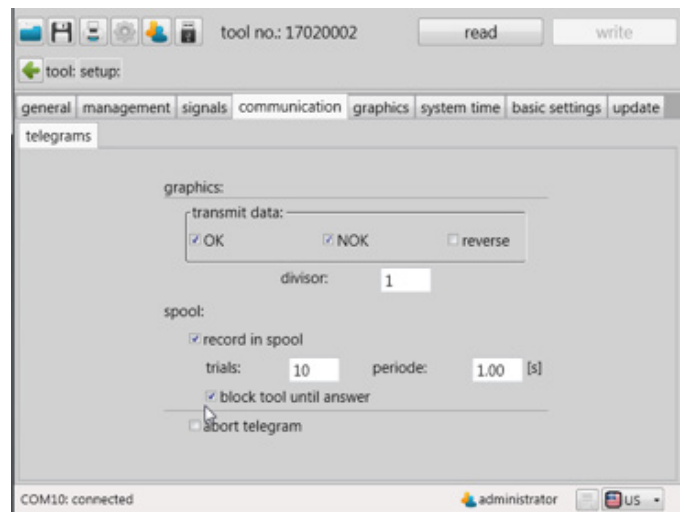 tool no.: 17020002 read write
tool: setup:
general management signals communication graphics system time basic settings update
telegrams
graphics:
transmit data:
OK NOK reverse
divisor: 1
spool:
record in spool
trials: 10 periode: 1.00 [s]
block tool until answer
abort telegram
COM10: connected administrator US